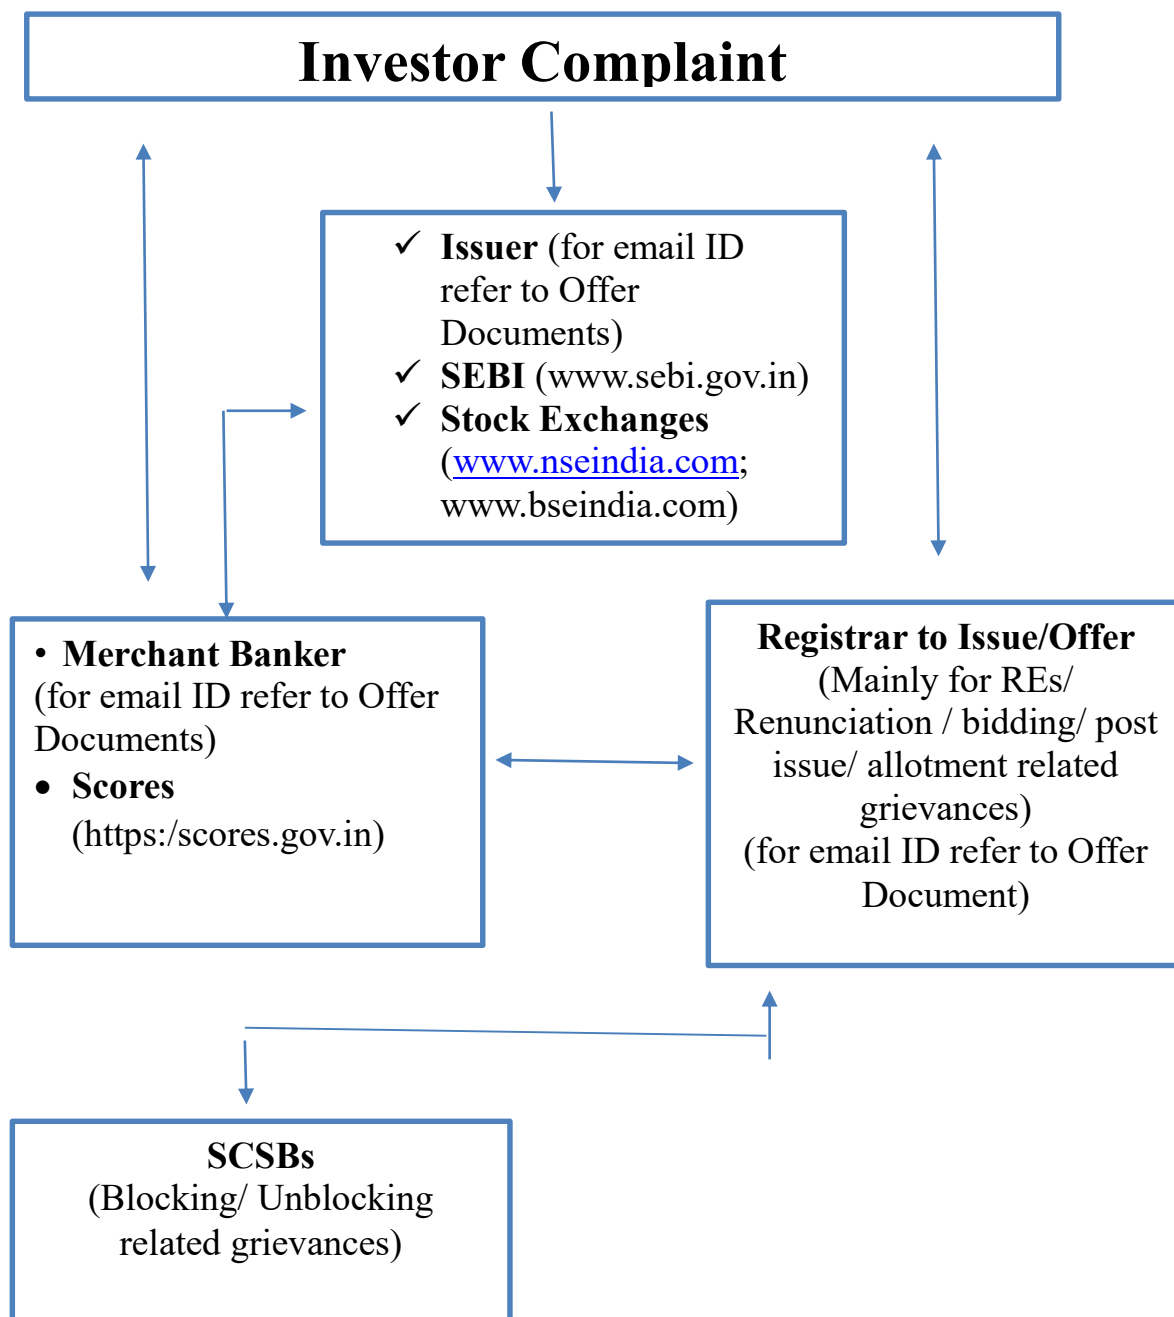 Investor Complaint
✓ Issuer (for email ID
refer to Offer
Documents)
✓ SEBI (www.sebi.gov.in)
✓ Stock Exchanges
(www.nseindia.com;
www.bseindia.com)
• Merchant Banker
(for email ID refer to Offer
Documents)
• Scores
(https:/scores.gov.in)
Registrar to Issue/Offer
(Mainly for REs/
Renunciation / bidding/ post
issue/ allotment related
grievances)
(for email ID refer to Offer
Document)
SCSBs
(Blocking/ Unblocking
related grievances)